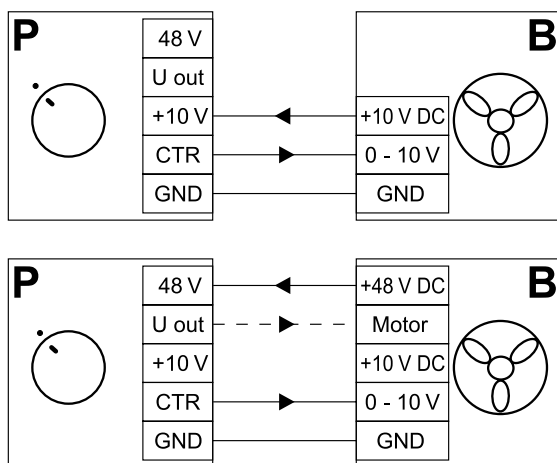 P
B
48 V
U out
+10 V
+10 V DC
CTR
0 - 10 V
GND
GND
P
B
48 V
+48 V DC
U out
Motor
+10 V
+10 V DC
CTR
0 - 10 V
GND
GND